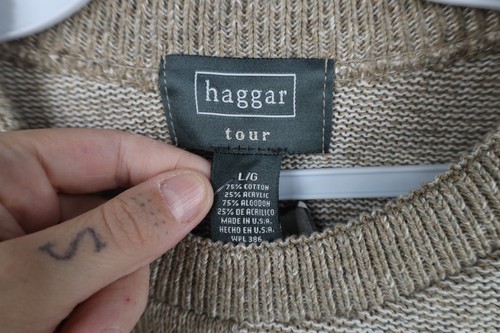 haggar
tour
L/G
75% COTTON
25% ACRYLIC
75% ALGODON
25% DE ACRILICO
MADE IN U.S.A.
HECHO EN U.S.A.
WPL 386
S